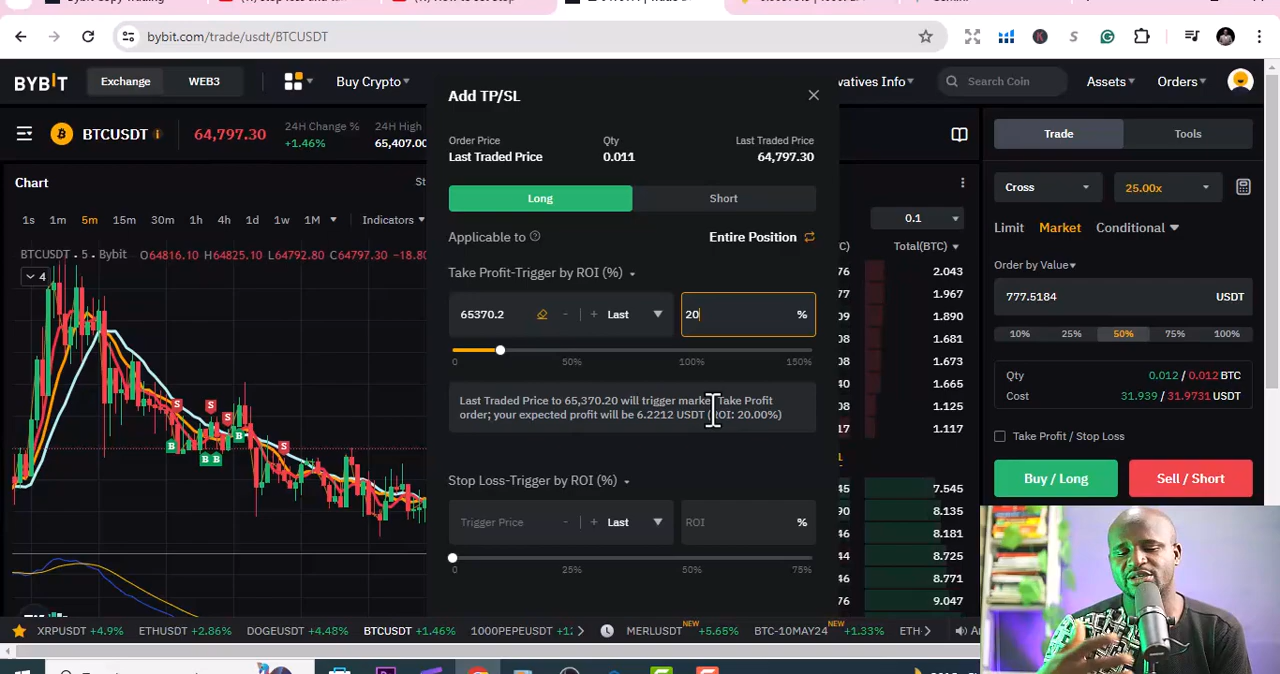 bybit.com/trade/usdt/BTCUSDT
BYBIT
Exchange
WEB3
Buy Crypto
Search Coin
Assets
Orders
BTCUSDT
64,797.30
24H Change %
+1.46%
24H High
65,407.00
Add TP/SL
Order Price
Last Traded Price
Qty
0.011
Last Traded Price
64,797.30
Long
Short
Applicable to
Entire Position
Take Profit-Trigger by ROI (%)
65370.2
- + Last
20
%
0
50%
100%
150%
Last Traded Price to 65,370.20 will trigger market Take Profit
order; your expected profit will be 6.2212 USDT (ROI: 20.00%)
Stop Loss-Trigger by ROI (%)
Trigger Price
- + Last
ROI
%
0
25%
50%
75%
Chart
1s
1m
5m
15m
30m
1h
4h
1d
1w
1M
Indicators
BTCUSDT · 5 · Bybit
O64816.10 H64825.10 L64792.80 C64797.30 -18.80
4
S
S
S
S
B
B
B B
0.1
Total(BTC)
2.043
1.967
1.890
1.681
1.673
1.665
1.125
1.117
7.545
8.135
8.181
8.725
8.771
9.047
Trade
Tools
Cross
25.00x
Limit
Market
Conditional
Order by Value
777.5184
USDT
10%
25%
50%
75%
100%
Qty
0.012 / 0.012 BTC
Cost
31.939 / 31.9731 USDT
Take Profit / Stop Loss
Buy / Long
Sell / Short
XRPUSDT +4.9%
ETHUSDT +2.86%
DOGEUSDT +4.48%
BTCUSDT +1.46%
1000PEPEUSDT
MERLUSDT NEW +5.65%
BTC-10MAY24 NEW +1.33%